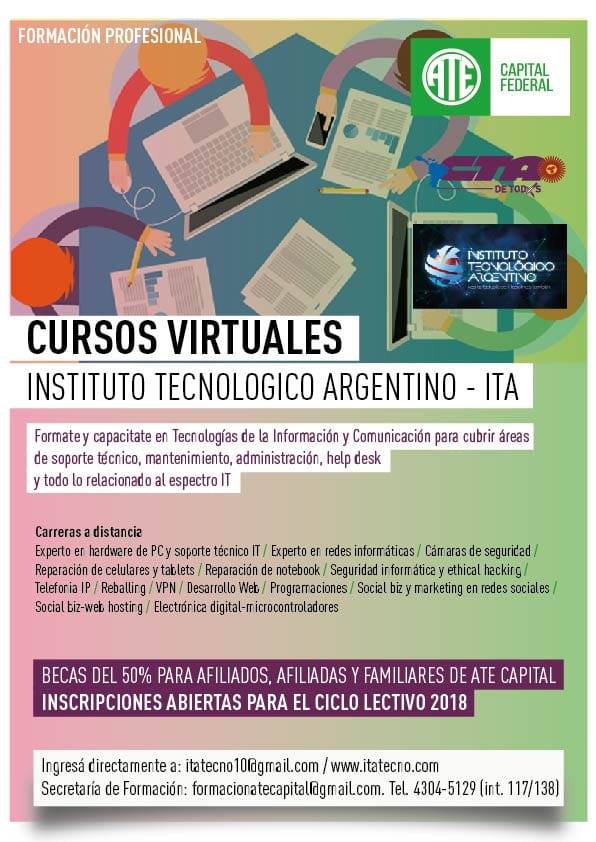 FORMACIÓN PROFESIONAL
ATE
CAPITAL
FEDERAL
CTA
DE TODXS
INSTITUTO
TECNOLÓGICO
ARGENTINO
CURSOS VIRTUALES
INSTITUTO TECNOLOGICO ARGENTINO - ITA
Formate y capacitate en Tecnologías de la Información y Comunicación para cubrir áreas
de soporte técnico, mantenimiento, administración, help desk
y todo lo relacionado al espectro IT
Carreras a distancia
Experto en hardware de PC y soporte técnico IT / Experto en redes informáticas / Cámaras de seguridad /
Reparación de celulares y tablets / Reparación de notebook / Seguridad informática y ethical hacking /
Telefonia IP / Reballing / VPN / Desarrollo Web / Programaciones / Social biz y marketing en redes sociales /
Social biz-web hosting / Electrónica digital-microcontroladores
BECAS DEL 50% PARA AFILIADOS, AFILIADAS Y FAMILIARES DE ATE CAPITAL
INSCRIPCIONES ABIERTAS PARA EL CICLO LECTIVO 2018
Ingresá directamente a: itatecno10@gmail.com / www.itatecno.com
Secretaría de Formación: formacionatecapital@gmail.com. Tel. 4304-5129 (int. 117/138)